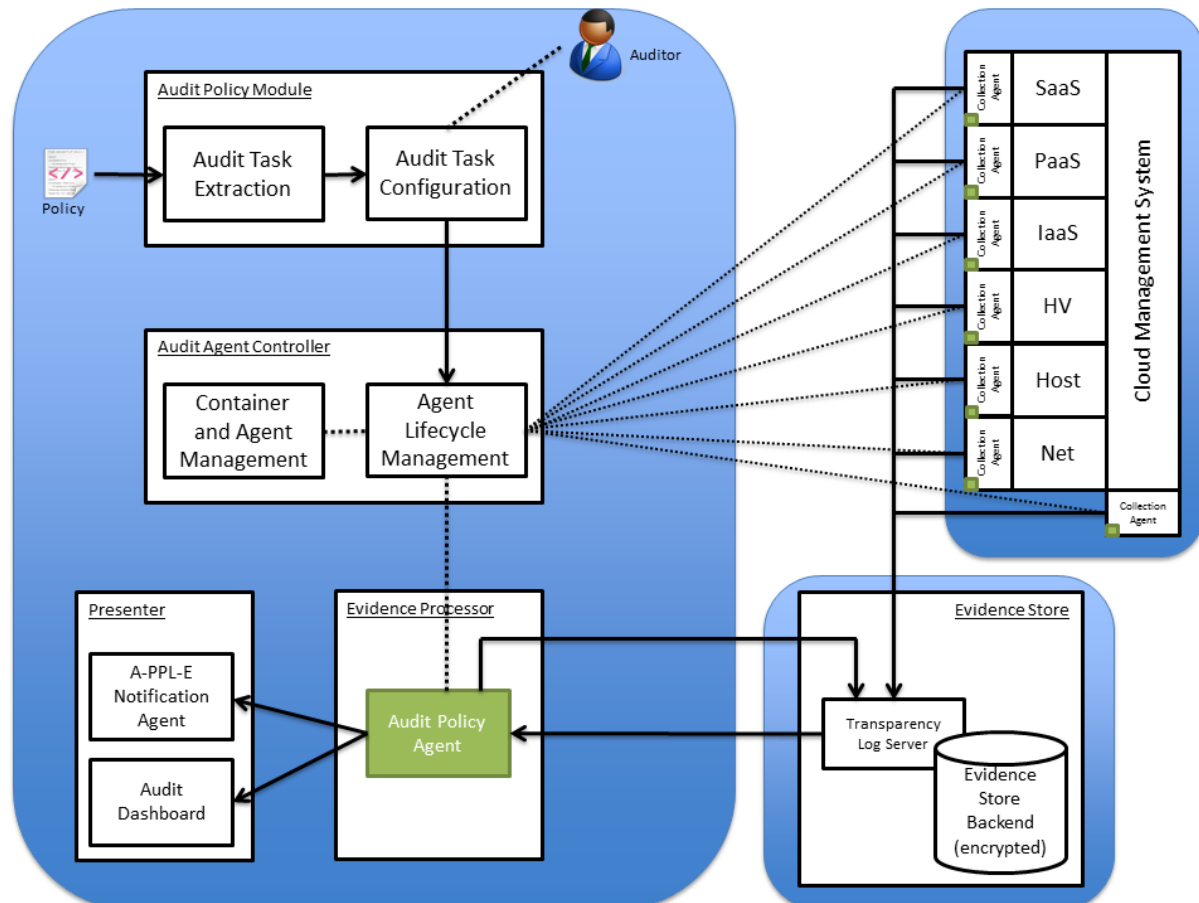 Auditor
Audit Policy Module
Audit Task
Extraction
Audit Task
Configuration
</>
Policy
Audit Agent Controller
Container
and Agent
Management
Agent
Lifecycle
Management
Presenter
A-PPL-E
Notification
Agent
Audit
Dashboard
Evidence Processor
Audit Policy
Agent
Collection
Agent
SaaS
Collection
Agent
PaaS
Collection
Agent
IaaS
Collection
Agent
HV
Collection
Agent
Host
Collection
Agent
Net
Cloud Management System
Collection
Agent
Evidence Store
Transparency
Log Server
Evidence
Store
Backend
(encrypted)